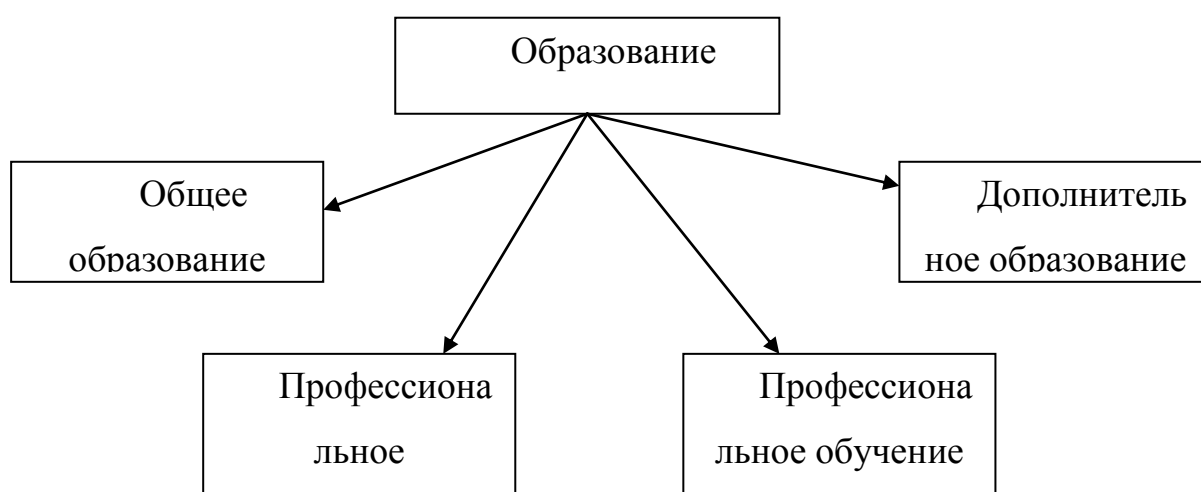 Образование
Общее
образование
Дополнитель
ное образование
Профессиона
льное
Профессиона
льное обучение